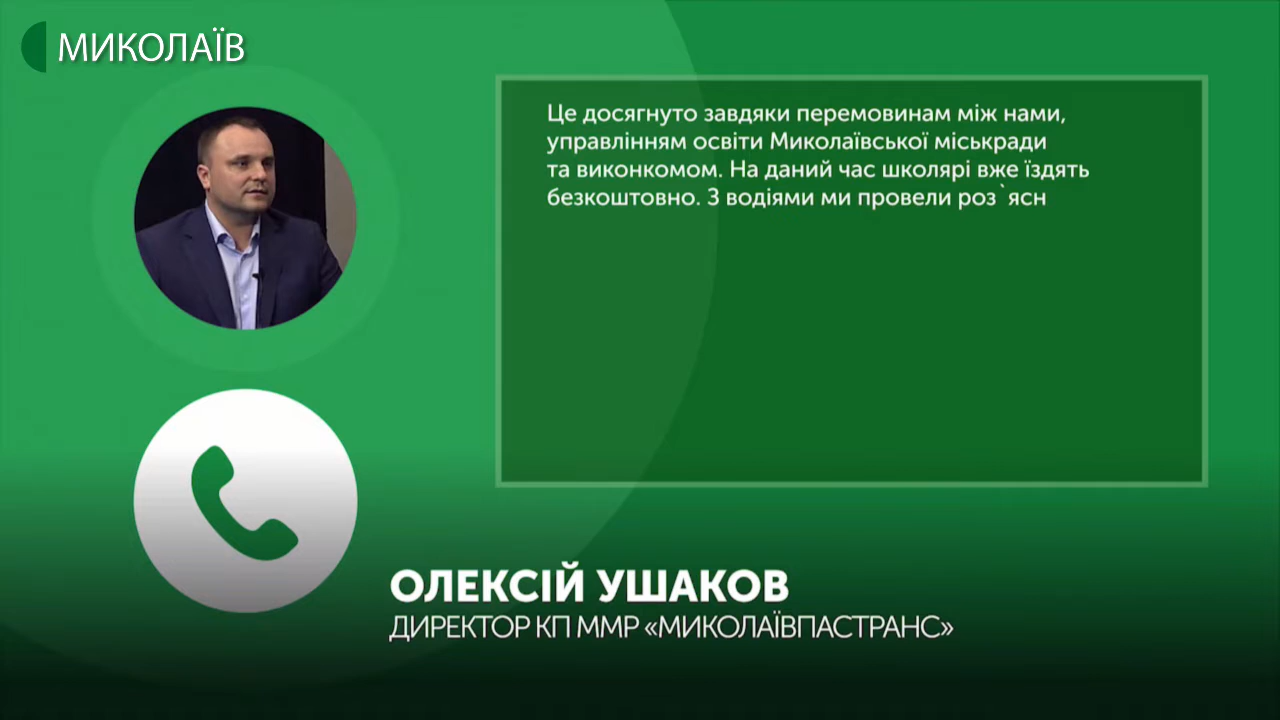 МИКОЛАЇВ
Це досягнуто завдяки перемовинам між нами,
управлінням освіти Миколаївської міськради
та виконкомом. На даний час школярі вже їздять
безкоштовно. З водіями ми провели роз`ясн
ОЛЕКСІЙ УШАКОВ
ДИРЕКТОР КП ММР «МИКОЛАЇВПАСТРАНС»